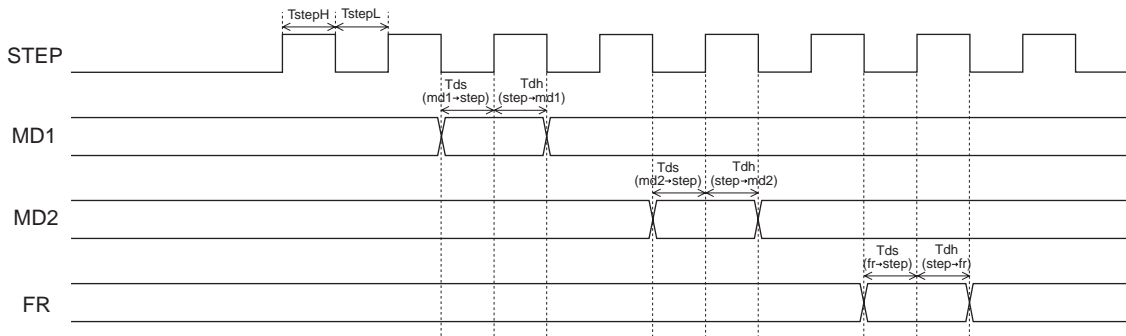 TstepH TstepL
STEP
Tds Tdh
(md1→step) (step→md1)
MD1
Tds Tdh
(md2→step) (step→md2)
MD2
Tds Tdh
(fr→step) (step→fr)
FR